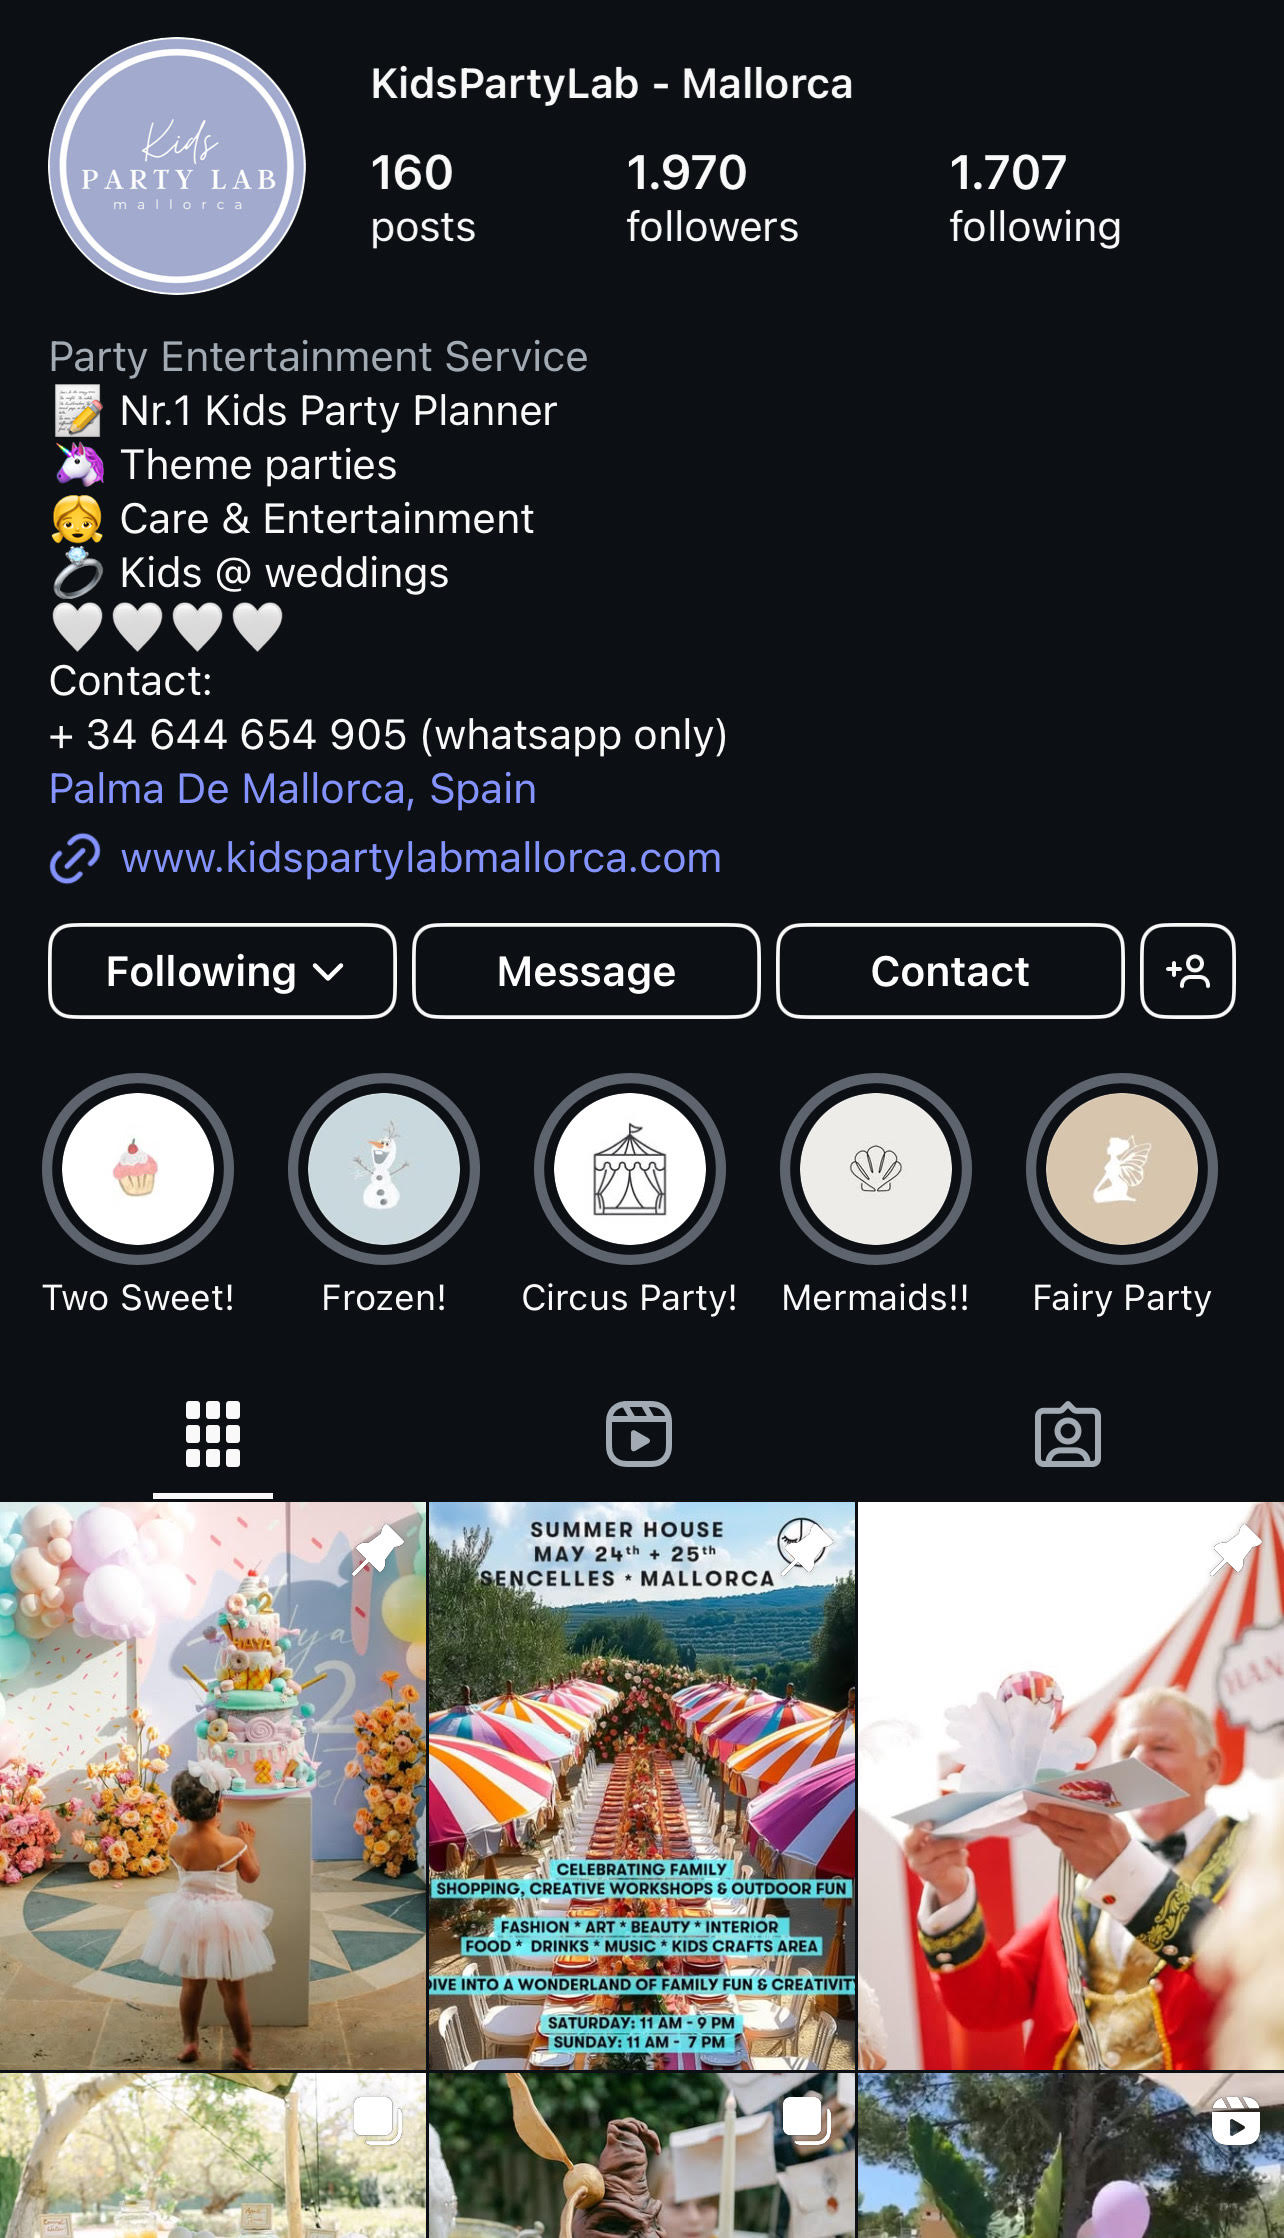 Kids
PARTY LAB
mallorca
KidsPartyLab - Mallorca
160 1.970 1.707
posts followers following
Party Entertainment Service
📝 Nr.1 Kids Party Planner
🦄 Theme parties
👧 Care & Entertainment
💍 Kids @ weddings
🤍🤍🤍🤍
Contact:
+ 34 644 654 905 (whatsapp only)
Palma De Mallorca, Spain
www.kidspartylabmallorca.com
Following Message Contact
Two Sweet! Frozen! Circus Party! Mermaids!! Fairy Party
SUMMER HOUSE
MAY 24th + 25th
SENCELLES * MALLORCA
CELEBRATING FAMILY
SHOPPING, CREATIVE WORKSHOPS & OUTDOOR FUN
FASHION * ART * BEAUTY * INTERIOR
FOOD * DRINKS * MUSIC * KIDS CRAFTS AREA
IVE INTO A WONDERLAND OF FAMILY FUN & CREATIVIT
SATURDAY: 11 AM - 9 PM
SUNDAY: 11 AM - 7 PM
2